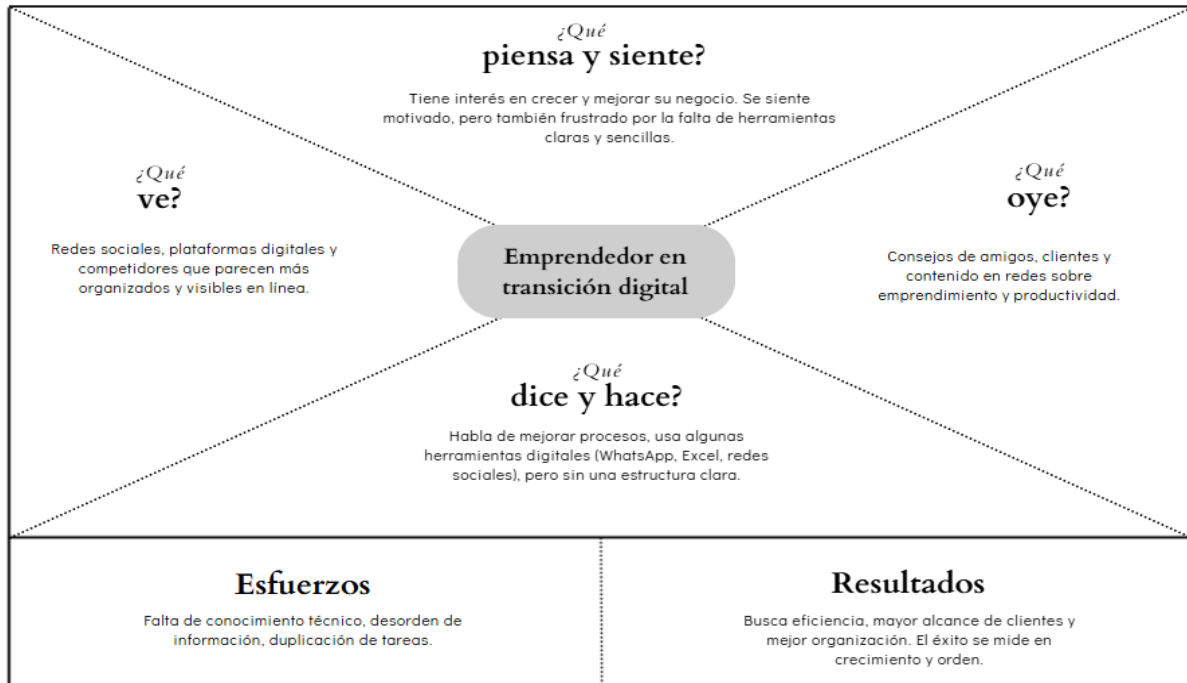 ¿Qué
piensa y siente?
Tiene interés en crecer y mejorar su negocio. Se siente
motivado, pero también frustrado por la falta de herramientas
claras y sencillas.
¿Qué
ve?
Redes sociales, plataformas digitales y
competidores que parecen más
organizados y visibles en línea.
¿Qué
oye?
Consejos de amigos, clientes y
contenido en redes sobre
emprendimiento y productividad.
Emprendedor en
transición digital
¿Qué
dice y hace?
Habla de mejorar procesos, usa algunas
herramientas digitales (WhatsApp, Excel, redes
sociales), pero sin una estructura clara.
Esfuerzos
Falta de conocimiento técnico, desorden de
información, duplicación de tareas.
Resultados
Busca eficiencia, mayor alcance de clientes y
mejor organización. El éxito se mide en
crecimiento y orden.